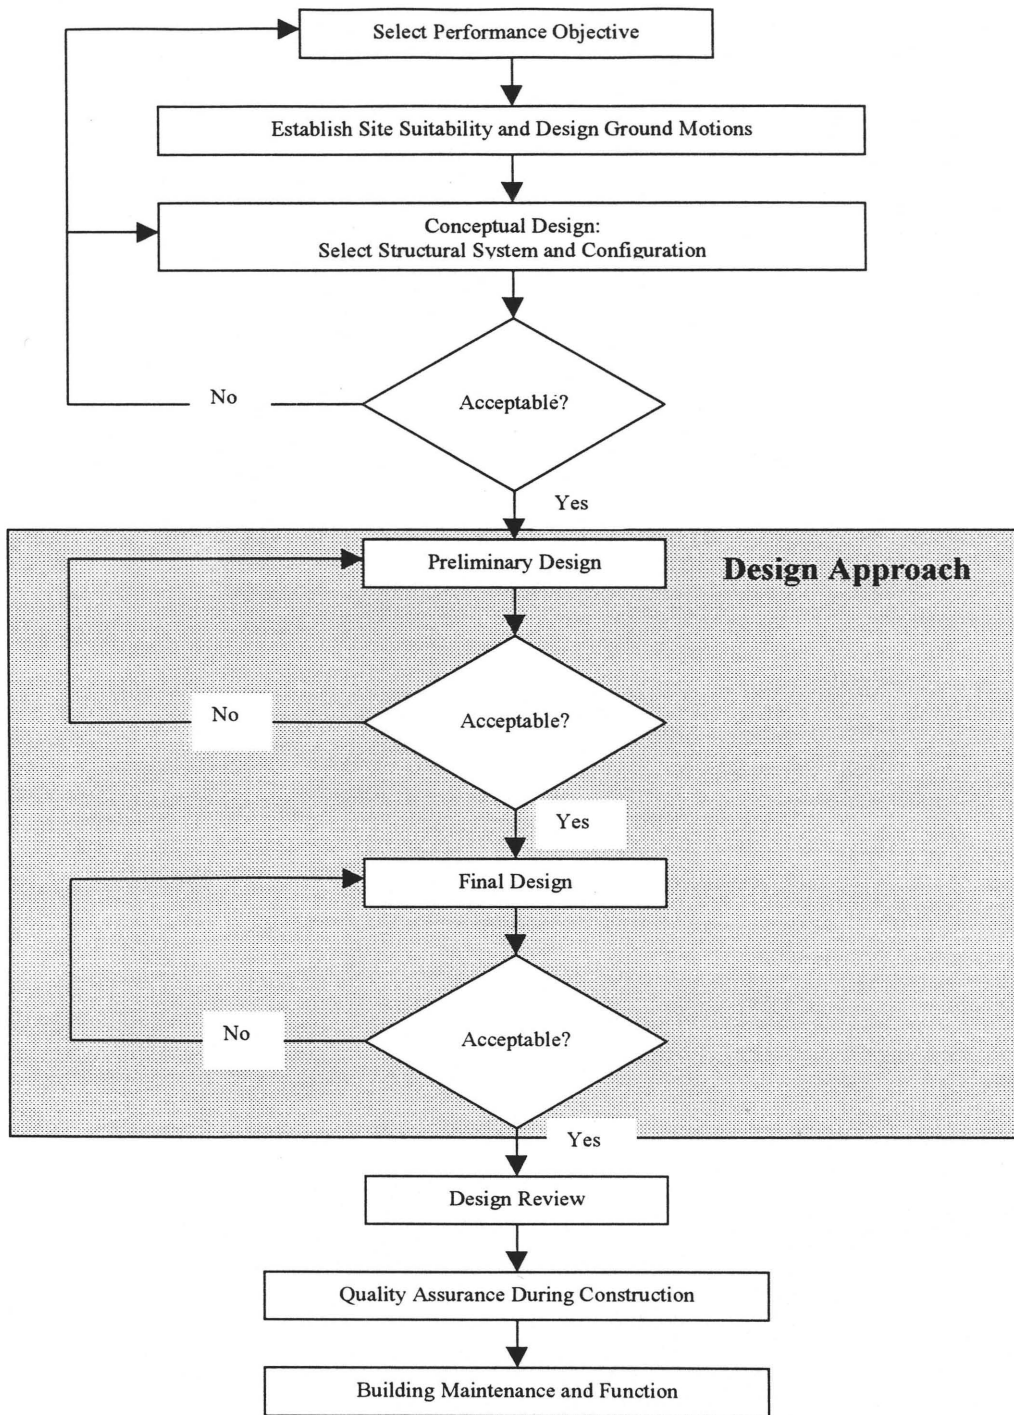 Select Performance Objective
Establish Site Suitability and Design Ground Motions
Conceptual Design:
Select Structural System and Configuration
No
Acceptable?
Yes
Preliminary Design
Design Approach
No
Acceptable?
Yes
Final Design
No
Acceptable?
Yes
Design Review
Quality Assurance During Construction
Building Maintenance and Function